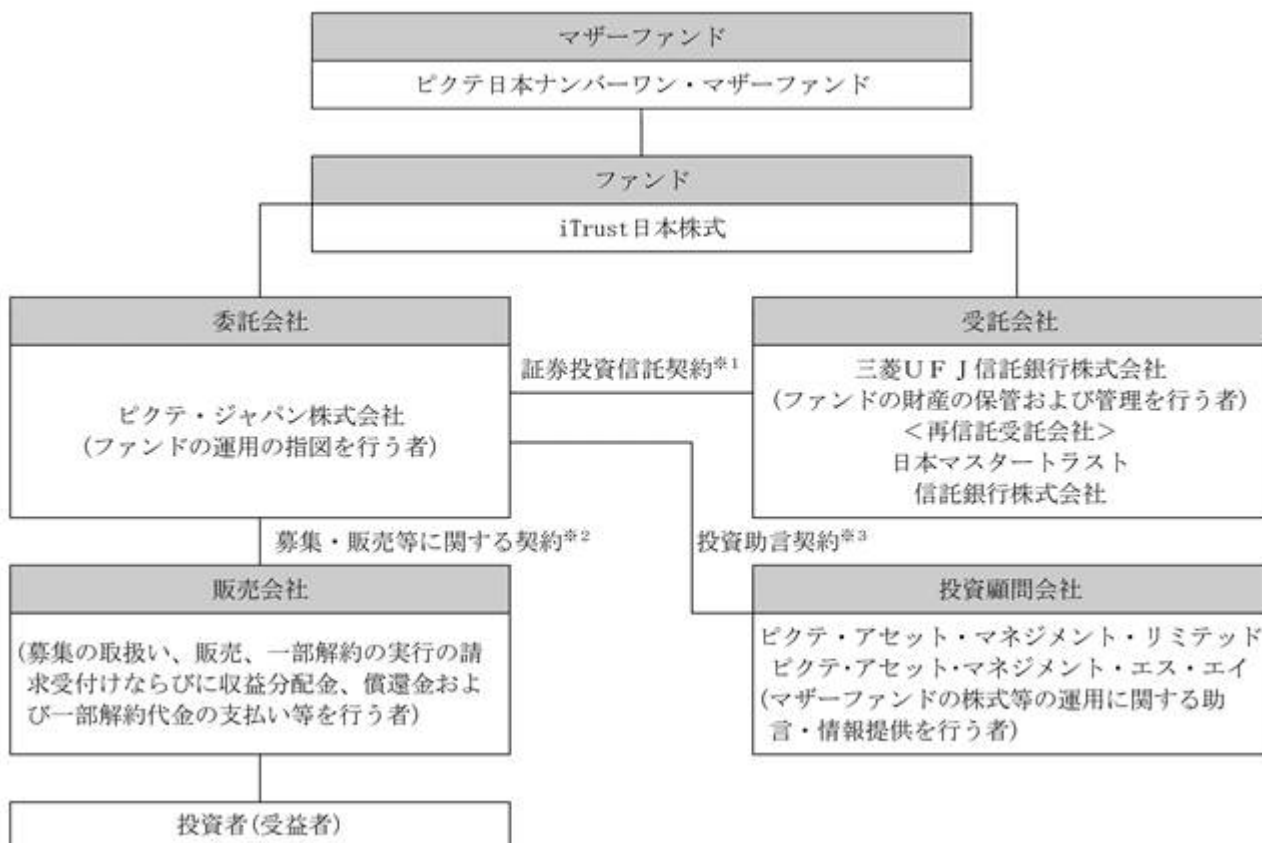 マザーファンド
ピクテ日本ナンバーワン・マザーファンド
ファンド
iTrust日本株式
委託会社
ピクテ・ジャパン株式会社
(ファンドの運用の指図を行う者)
証券投資信託契約※1
受託会社
三菱UFJ信託銀行株式会社
(ファンドの財産の保管および管理を行う者)
<再信託受託会社>
日本マスタートラスト
信託銀行株式会社
募集・販売等に関する契約※2
投資助言契約※3
販売会社
(募集の取扱い、販売、一部解約の実行の請
求受付けならびに収益分配金、償還金およ
び一部解約代金の支払い等を行う者)
投資顧問会社
ピクテ・アセット・マネジメント・リミテッド
ピクテ・アセット・マネジメント・エス・エイ
(マザーファンドの株式等の運用に関する助
言・情報提供を行う者)
投資者(受益者)